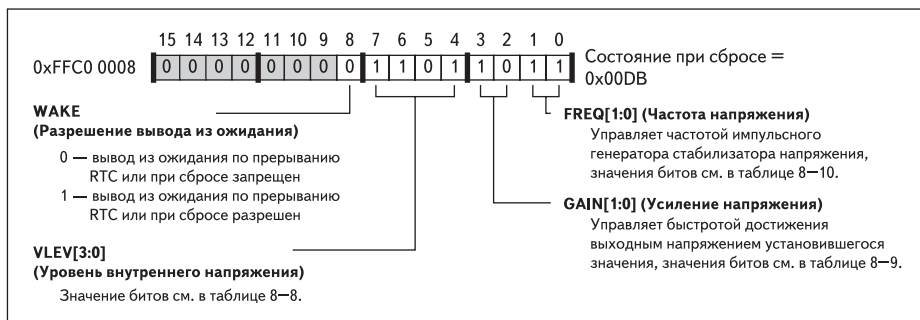 15 14 13 12 11 10 9 8 7 6 5 4 3 2 1 0
0xFFC0 0008 0 0 0 0 0 0 0 0 1 1 0 1 1 0 1 1
Состояние при сбросе =
0x00DB
WAKE
(Разрешение вывода из ожидания)
0 — вывод из ожидания по прерыванию
RTC или при сбросе запрещен
1 — вывод из ожидания по прерыванию
RTC или при сбросе разрешен
VLEV[3:0]
(Уровень внутреннего напряжения)
Значение битов см. в таблице 8–8.
FREQ[1:0] (Частота напряжения)
Управляет частотой импульсного
генератора стабилизатора напряжения,
значения битов см. в таблице 8–10.
GAIN[1:0] (Усиление напряжения)
Управляет быстротой достижения
выходным напряжением установившегося
значения, значения битов см. в таблице 8–9.